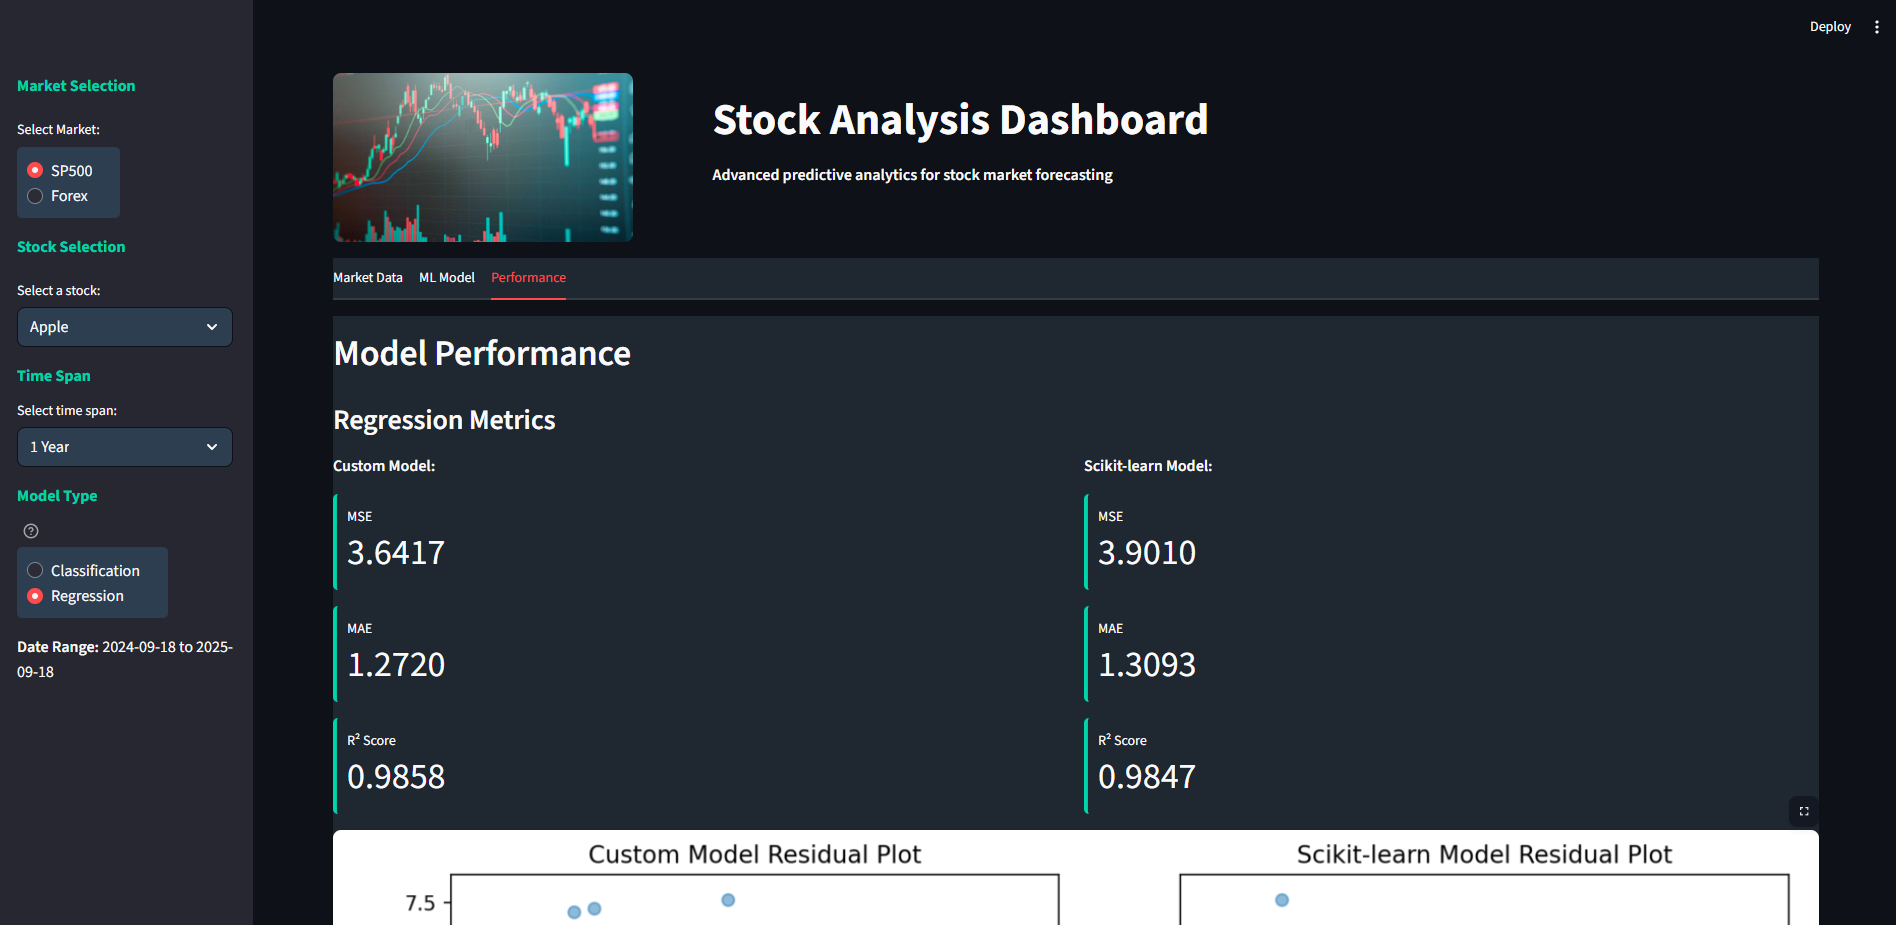 Deploy
Market Selection
Select Market:
SP500
Forex
Stock Selection
Select a stock:
Apple
Time Span
Select time span:
1 Year
Model Type
Classification
Regression
Date Range: 2024-09-18 to 2025-
09-18
Stock Analysis Dashboard
Advanced predictive analytics for stock market forecasting
Market Data ML Model Performance
Model Performance
Regression Metrics
Custom Model:
MSE
3.6417
MAE
1.2720
R² Score
0.9858
Scikit-learn Model:
MSE
3.9010
MAE
1.3093
R² Score
0.9847
Custom Model Residual Plot
7.5
Scikit-learn Model Residual Plot